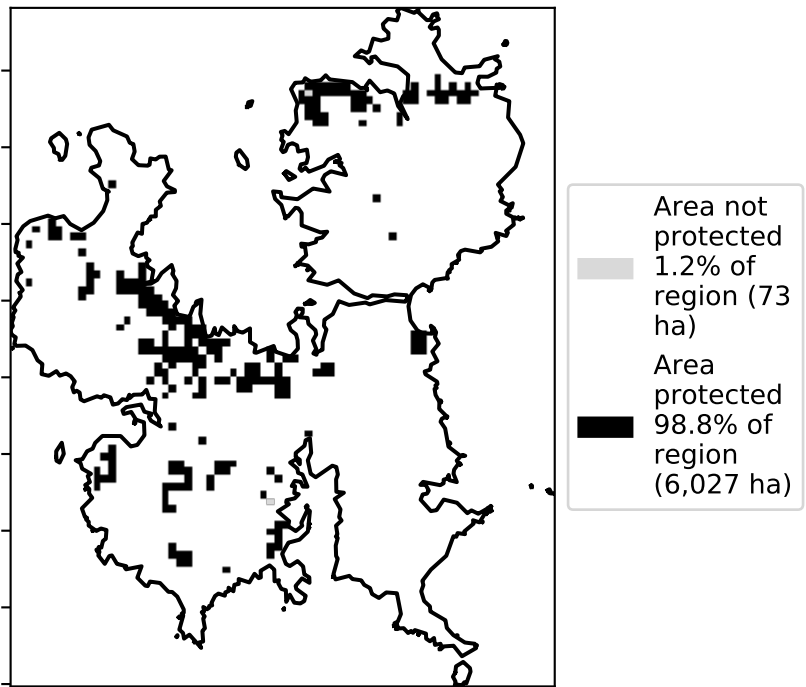 Area not
protected
1.2% of
region (73
ha)
Area
protected
98.8% of
region
(6,027 ha)